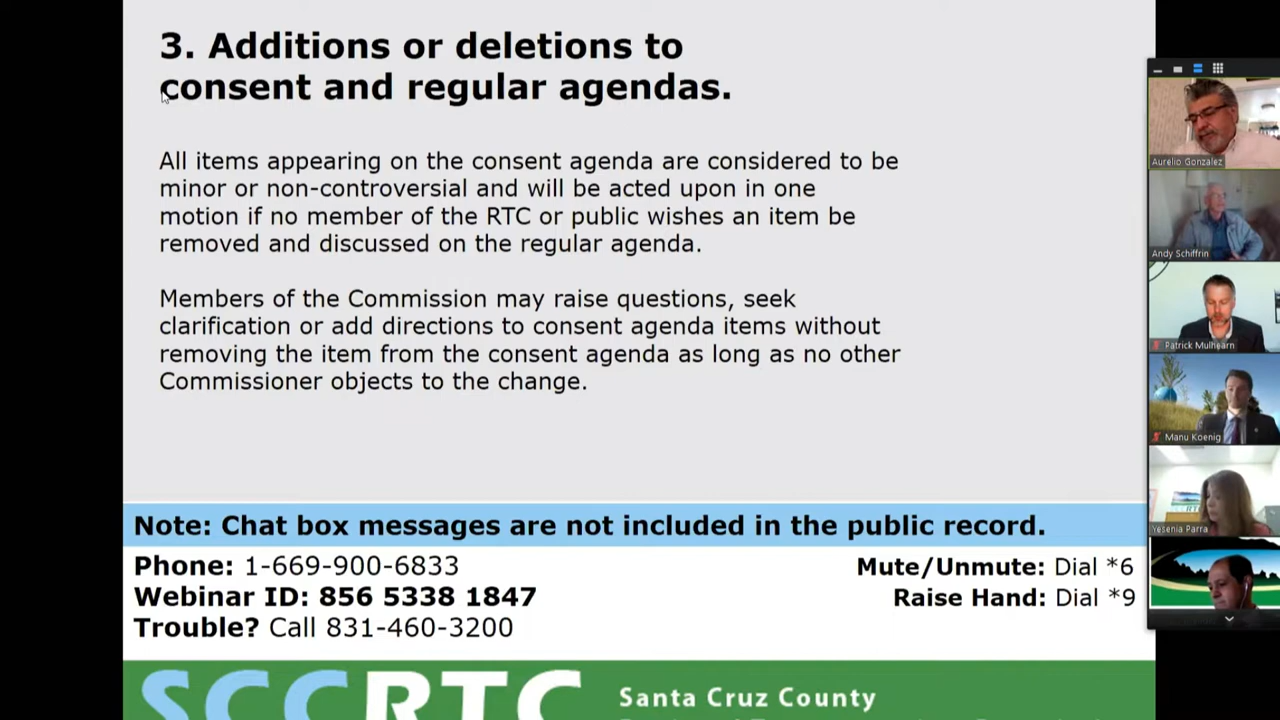 3. Additions or deletions to
consent and regular agendas.
All items appearing on the consent agenda are considered to be
minor or non-controversial and will be acted upon in one
motion if no member of the RTC or public wishes an item be
removed and discussed on the regular agenda.
Members of the Commission may raise questions, seek
clarification or add directions to consent agenda items without
removing the item from the consent agenda as long as no other
Commissioner objects to the change.
Note: Chat box messages are not included in the public record.
Phone: 1-669-900-6833
Webinar ID: 856 5338 1847
Trouble? Call 831-460-3200
Mute/Unmute: Dial *6
Raise Hand: Dial *9
SCCRTC
Santa Cruz County
Aurelio Gonzalez
Andy Schiffrin
Patrick Mulhearn
Manu Koenig
SCCRTC
Yesenia Parra